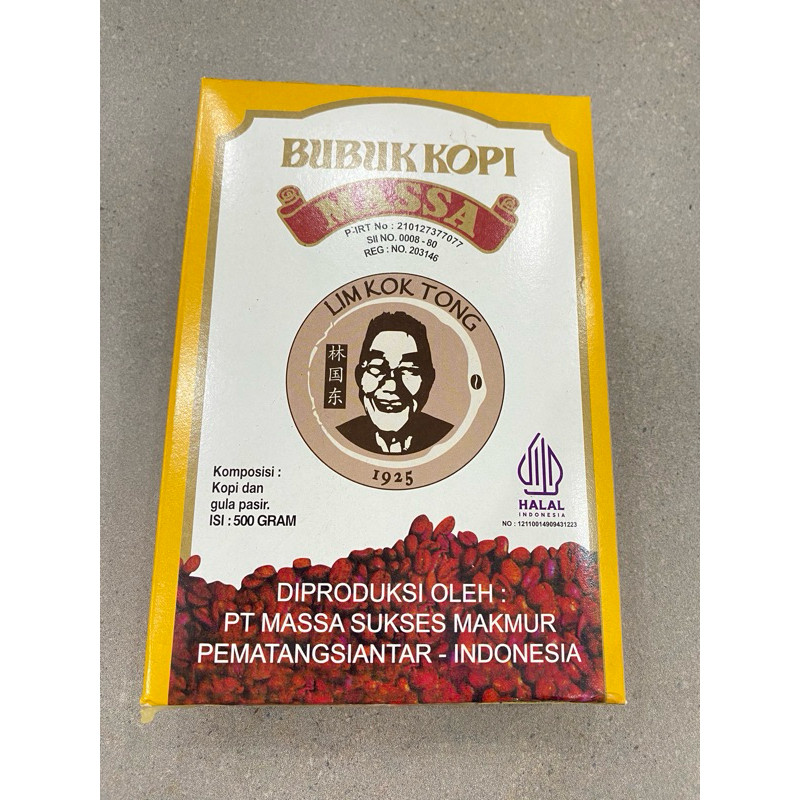 BUBUK KOPI
MASSA
P-IRT No : 210127377077
SII NO. 0008 - 80
REG : NO. 203146
LIM KOK TONG
林国东
1925
Komposisi :
Kopi dan
gula pasir.
ISI : 500 GRAM
HALAL
INDONESIA
NO : 12110014909431223
DIPRODUKSI OLEH :
PT MASSA SUKSES MAKMUR
PEMATANGSIANTAR - INDONESIA